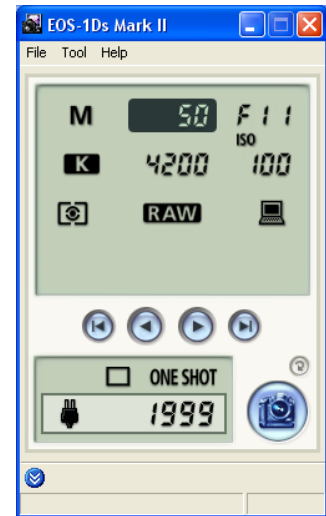 EOS-1Ds Mark II
File Tool Help
M 50 F11
ISO
K 4200 100
RAW
ONE SHOT
1999